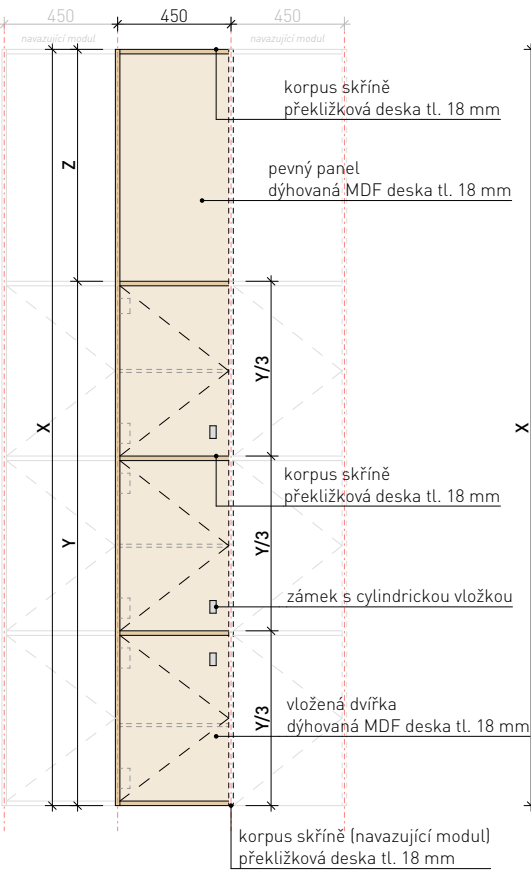 450 450 450
navazující modul navazující modul
korpus skříně
překližková deska tl. 18 mm
Z
pevný panel
dýhovaná MDF deska tl. 18 mm
Y/3
X X
korpus skříně
překližková deska tl. 18 mm
Y Y/3
zámek s cylindrickou vložkou
vložená dvířka
Y/3
dýhovaná MDF deska tl. 18 mm
korpus skříně (navazující modul)
překližková deska tl. 18 mm